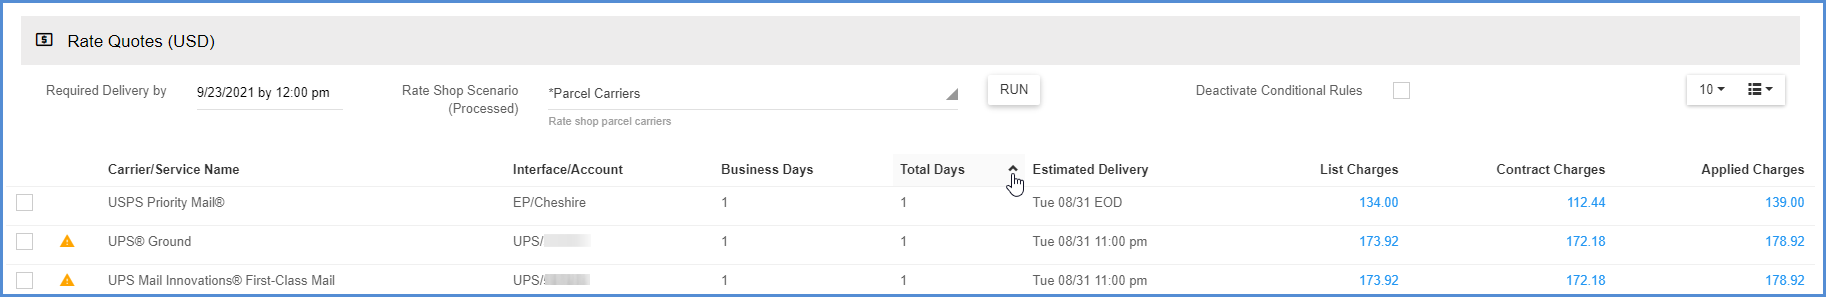 Rate Quotes (USD)
Required Delivery by 9/23/2021 by 12:00 pm Rate Shop Scenario (Processed) *Parcel Carriers RUN Deactivate Conditional Rules 10
Rate shop parcel carriers
Carrier/Service Name Interface/Account Business Days Total Days Estimated Delivery List Charges Contract Charges Applied Charges
USPS Priority Mail® EP/Cheshire 1 1 Tue 08/31 EOD 134.00 112.44 139.00
UPS® Ground UPS/ 1 1 Tue 08/31 11:00 pm 173.92 172.18 178.92
UPS Mail Innovations® First-Class Mail UPS/ 1 1 Tue 08/31 11:00 pm 173.92 172.18 178.92